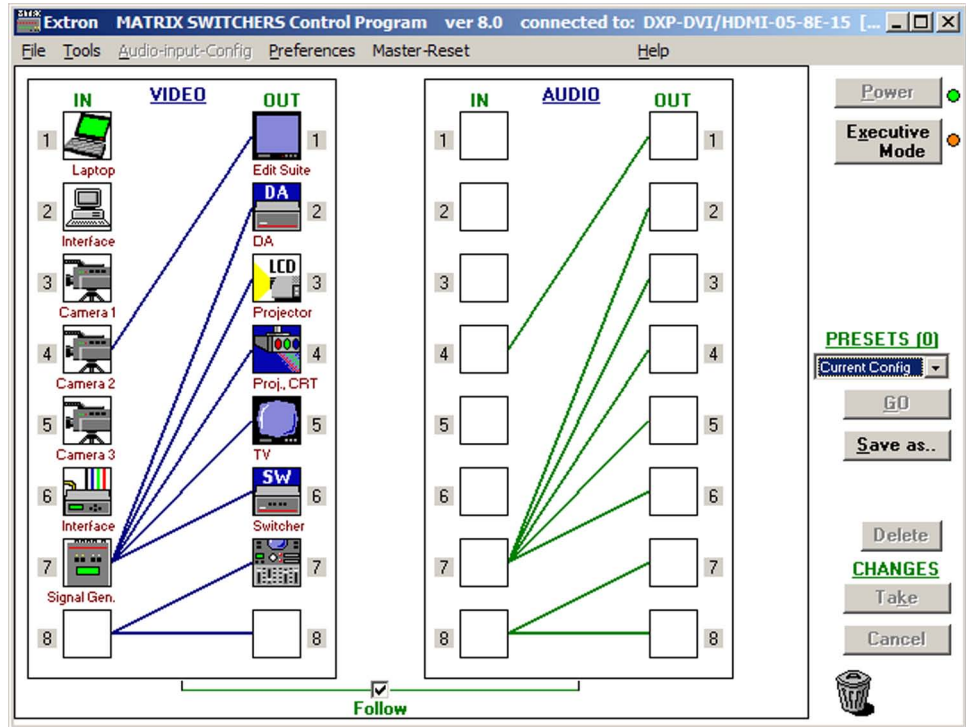 Extron MATRIX SWITCHERS Control Program ver 8.0 connected to: DXP-DVI/HDMI-05-8E-15 [...
File Tools Audio-input-Config Preferences Master-Reset Help
VIDEO
IN OUT
1 Laptop
2 Interface
3 Camera 1
4 Camera 2
5 Camera 3
6 Interface
7 Signal Gen.
8
1 Edit Suite
DA
2 DA
LCD
3 Projector
4 Proj., CRT
5 TV
SW
6 Switcher
7
8
AUDIO
IN OUT
1 1
2 2
3 3
4 4
5 5
6 6
7 7
8 8
Follow
Power
Executive
Mode
PRESETS (0)
Current Config
GO
Save as..
Delete
CHANGES
Take
Cancel